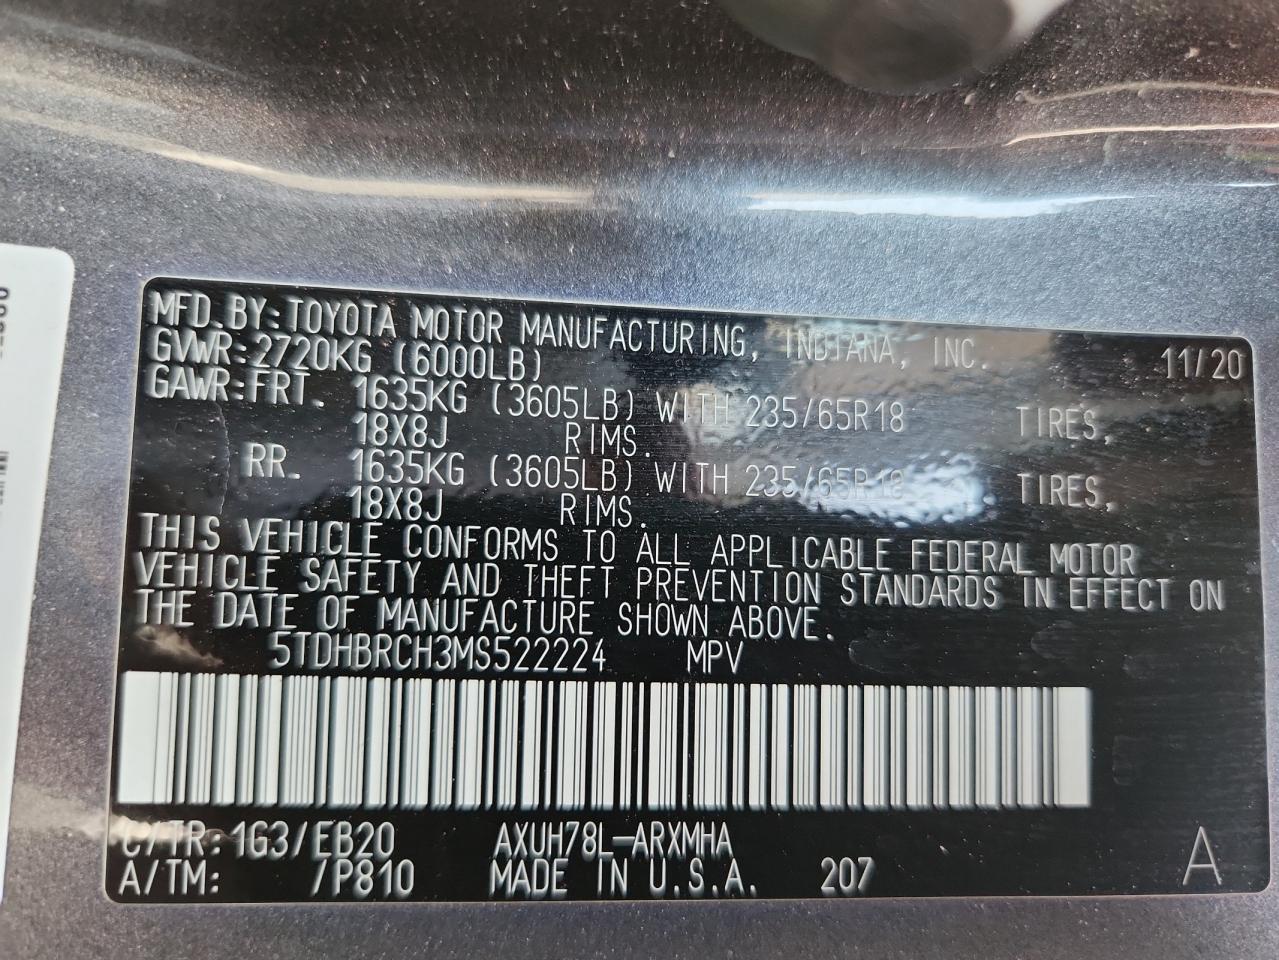 MFD.BY:TOYOTA MOTOR MANUFACTURING, INDIANA, INC. 11/20
GVWR:2720KG (6000LB)
GAWR:FRT. 1635KG (3605LB) WITH 235/65R18 TIRES,
18X8J RIMS.
RR. 1635KG (3605LB) WITH 235/65R18 TIRES,
18X8J RIMS.
THIS VEHICLE CONFORMS TO ALL APPLICABLE FEDERAL MOTOR
VEHICLE SAFETY AND THEFT PREVENTION STANDARDS IN EFFECT ON
THE DATE OF MANUFACTURE SHOWN ABOVE.
5TDHBRCH3MS522224 MPV
C/TR: 1G3/EB20 AXUH78L-ARXMHA
A/TM: /P810 MADE IN U.S.A. 207 A